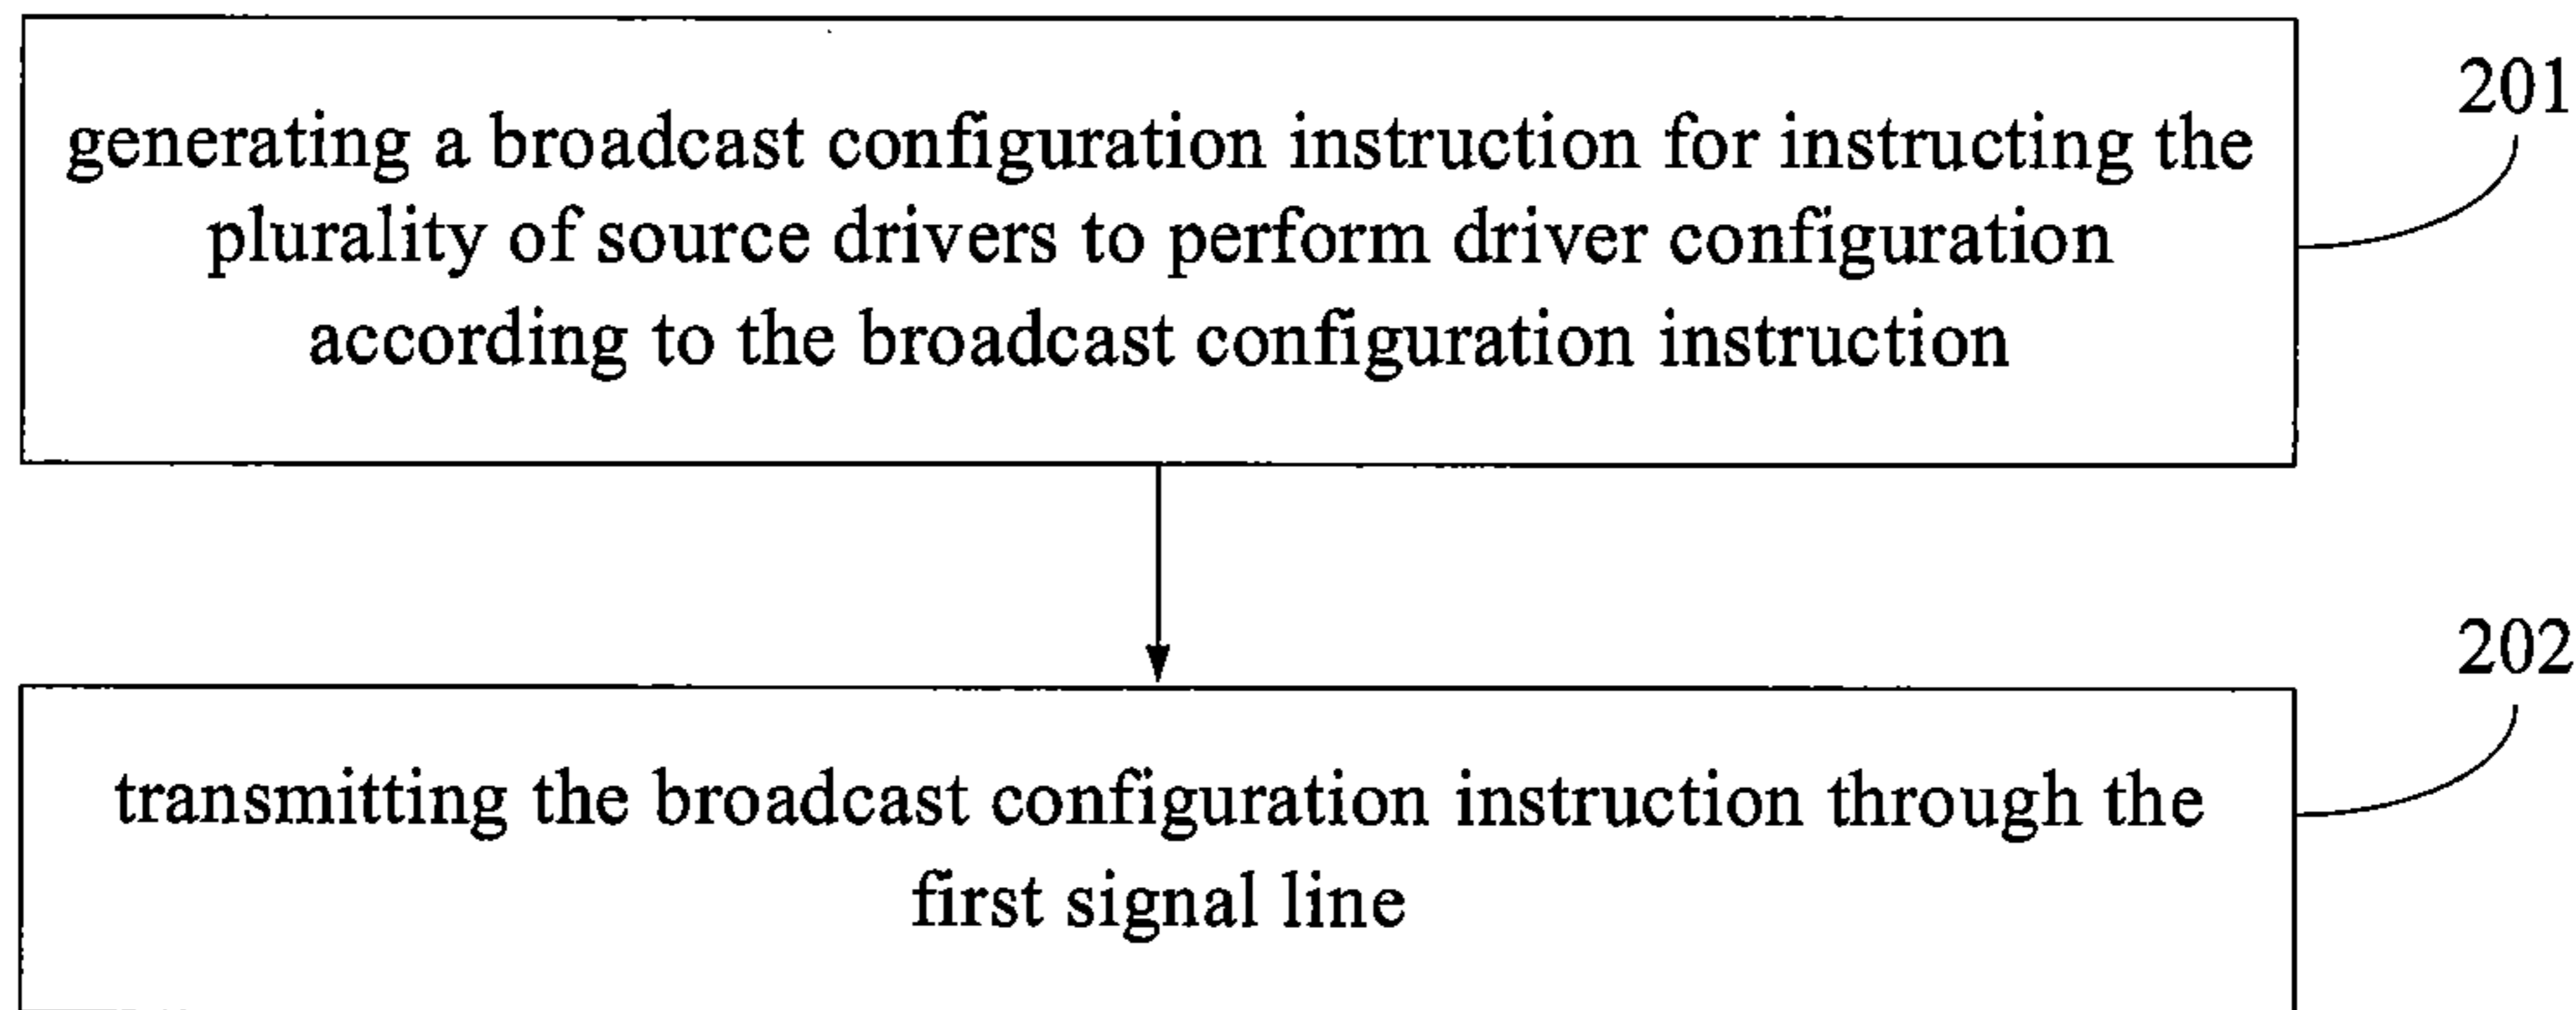 generating a broadcast configuration instruction for instructing the
plurality of source drivers to perform driver configuration
according to the broadcast configuration instruction
201
transmitting the broadcast configuration instruction through the
first signal line
202